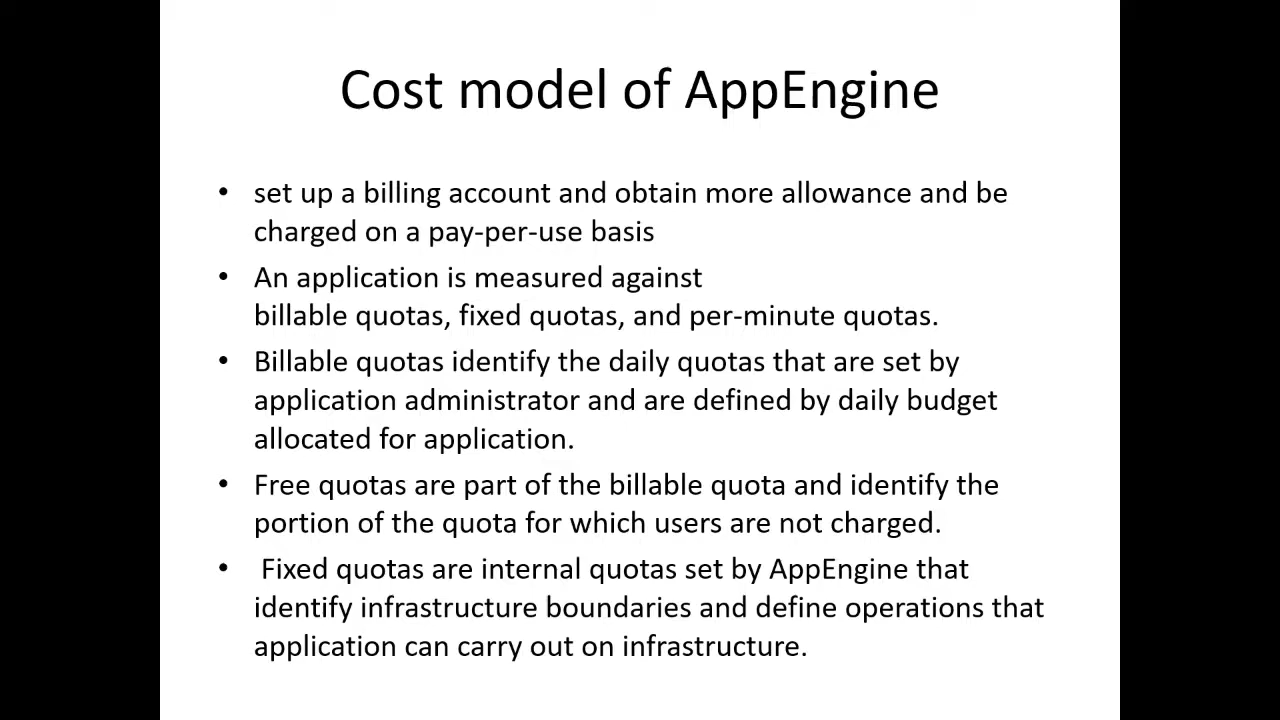 Cost model of AppEngine
• set up a billing account and obtain more allowance and be
charged on a pay-per-use basis
• An application is measured against
billable quotas, fixed quotas, and per-minute quotas.
• Billable quotas identify the daily quotas that are set by
application administrator and are defined by daily budget
allocated for application.
• Free quotas are part of the billable quota and identify the
portion of the quota for which users are not charged.
• Fixed quotas are internal quotas set by AppEngine that
identify infrastructure boundaries and define operations that
application can carry out on infrastructure.